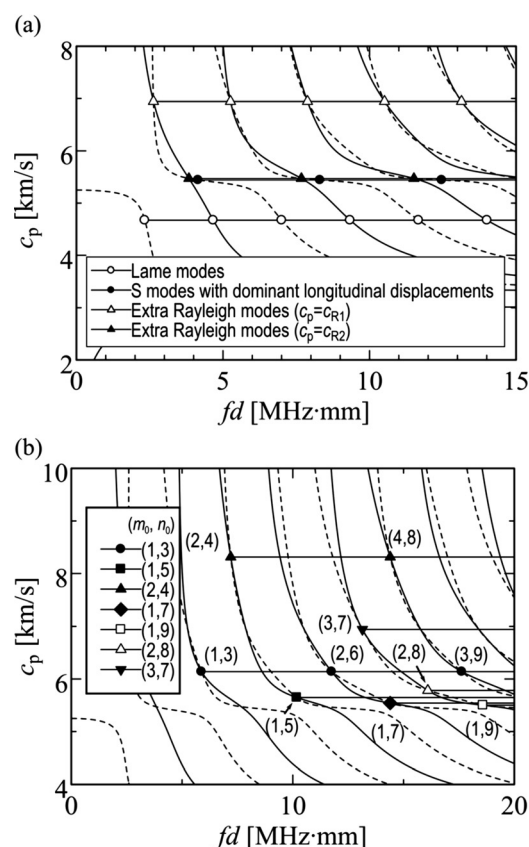 (a)
8
6
4
2
c_p [km/s]
Lame modes
S modes with dominant longitudinal displacements
Extra Rayleigh modes (c_p=c_R1)
Extra Rayleigh modes (c_p=c_R2)
0 5 10 15
fd [MHz·mm]
(b)
10
8
6
4
c_p [km/s]
(m_0, n_0)
(1,3)
(1,5)
(2,4)
(1,7)
(1,9)
(2,8)
(3,7)
(2,4)
(4,8)
(3,7)
(1,3)
(2,6)
(2,8)
(3,9)
(1,5)
(1,7)
(1,9)
0 10 20
fd [MHz·mm]